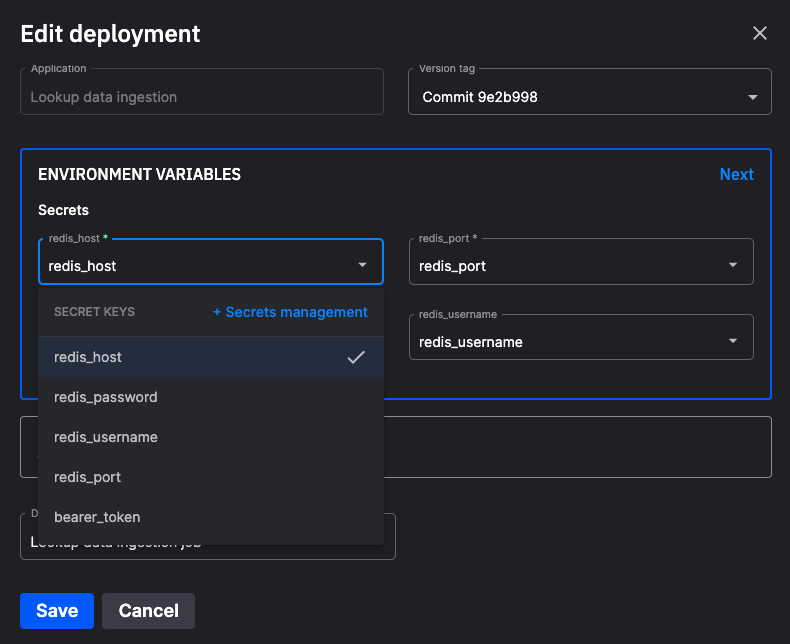 Edit deployment
Application
Lookup data ingestion
Version tag
Commit 9e2b998
ENVIRONMENT VARIABLES
Next
Secrets
redis_host *
redis_host
redis_port *
redis_port
SECRET KEYS
+ Secrets management
redis_username
redis_username
redis_host
redis_password
redis_username
redis_port
bearer_token
Lookup data ingestion job
Save
Cancel